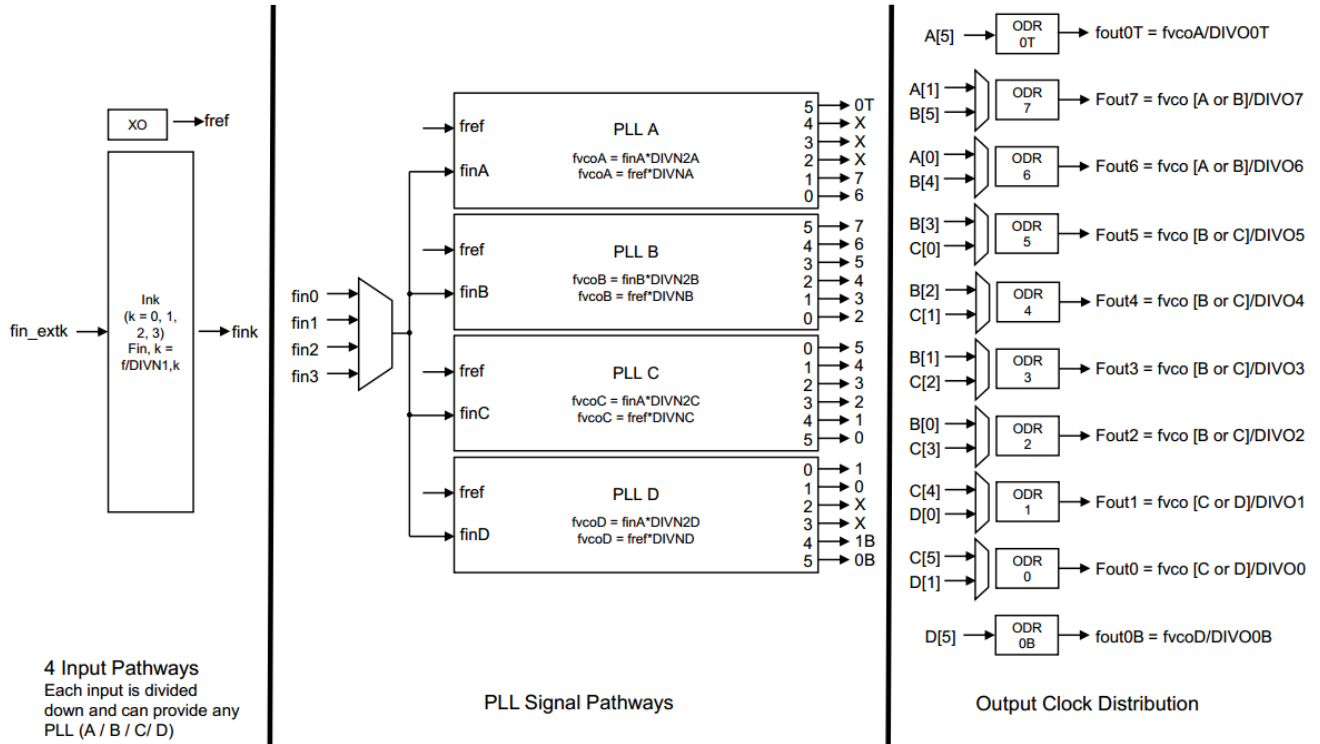 XO
fref
fin_extk
Ink
(k = 0, 1,
2, 3)
Fin, k =
f/DIVN1,k
fink
4 Input Pathways
Each input is divided
down and can provide any
PLL (A / B / C/ D)
fin0
fin1
fin2
fin3
fref
finA
PLL A
fvcoA = finA*DIVN2A
fvcoA = fref*DIVNA
5 0T
4 X
3 X
2 X
1 7
0 6
fref
finB
PLL B
fvcoB = finB*DIVN2B
fvcoB = fref*DIVNB
5 7
4 6
3 5
2 4
1 3
0 2
fref
finC
PLL C
fvcoC = finA*DIVN2C
fvcoC = fref*DIVNC
0 5
1 4
2 3
3 2
4 1
5 0
fref
finD
PLL D
fvcoD = finA*DIVN2D
fvcoD = fref*DIVND
0 1
1 0
2 X
3 X
4 1B
5 0B
PLL Signal Pathways
A[5]
ODR
0T
fout0T = fvcoA/DIVO0T
A[1]
B[5]
ODR
7
Fout7 = fvco [A or B]/DIVO7
A[0]
B[4]
ODR
6
Fout6 = fvco [A or B]/DIVO6
B[3]
C[0]
ODR
5
Fout5 = fvco [B or C]/DIVO5
B[2]
C[1]
ODR
4
Fout4 = fvco [B or C]/DIVO4
B[1]
C[2]
ODR
3
Fout3 = fvco [B or C]/DIVO3
B[0]
C[3]
ODR
2
Fout2 = fvco [B or C]/DIVO2
C[4]
D[0]
ODR
1
Fout1 = fvco [C or D]/DIVO1
C[5]
D[1]
ODR
0
Fout0 = fvco [C or D]/DIVO0
D[5]
ODR
0B
fout0B = fvcoD/DIVO0B
Output Clock Distribution